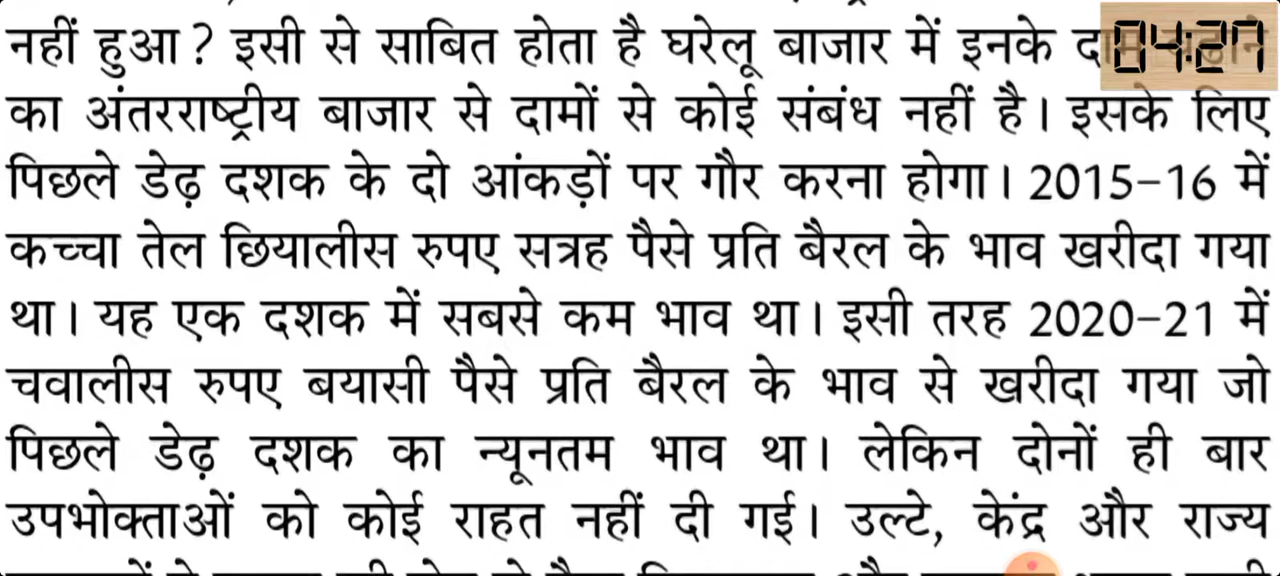 नहीं हुआ ? इसी से साबित होता है घरेलू बाजार में इनके
04:27
का अंतरराष्ट्रीय बाजार से दामों से कोई संबंध नहीं है। इसके लिए
पिछले डेढ़ दशक के दो आंकड़ों पर गौर करना होगा। 2015-16 में
कच्चा तेल छियालीस रुपए सत्रह पैसे प्रति बैरल के भाव खरीदा गया
था। यह एक दशक में सबसे कम भाव था। इसी तरह 2020-21 में
चवालीस रुपए बयासी पैसे प्रति बैरल के भाव से खरीदा गया जो
पिछले डेढ़ दशक का न्यूनतम भाव था। लेकिन दोनों ही बार
उपभोक्ताओं को कोई राहत नहीं दी गई। उल्टे, केंद्र और राज्य